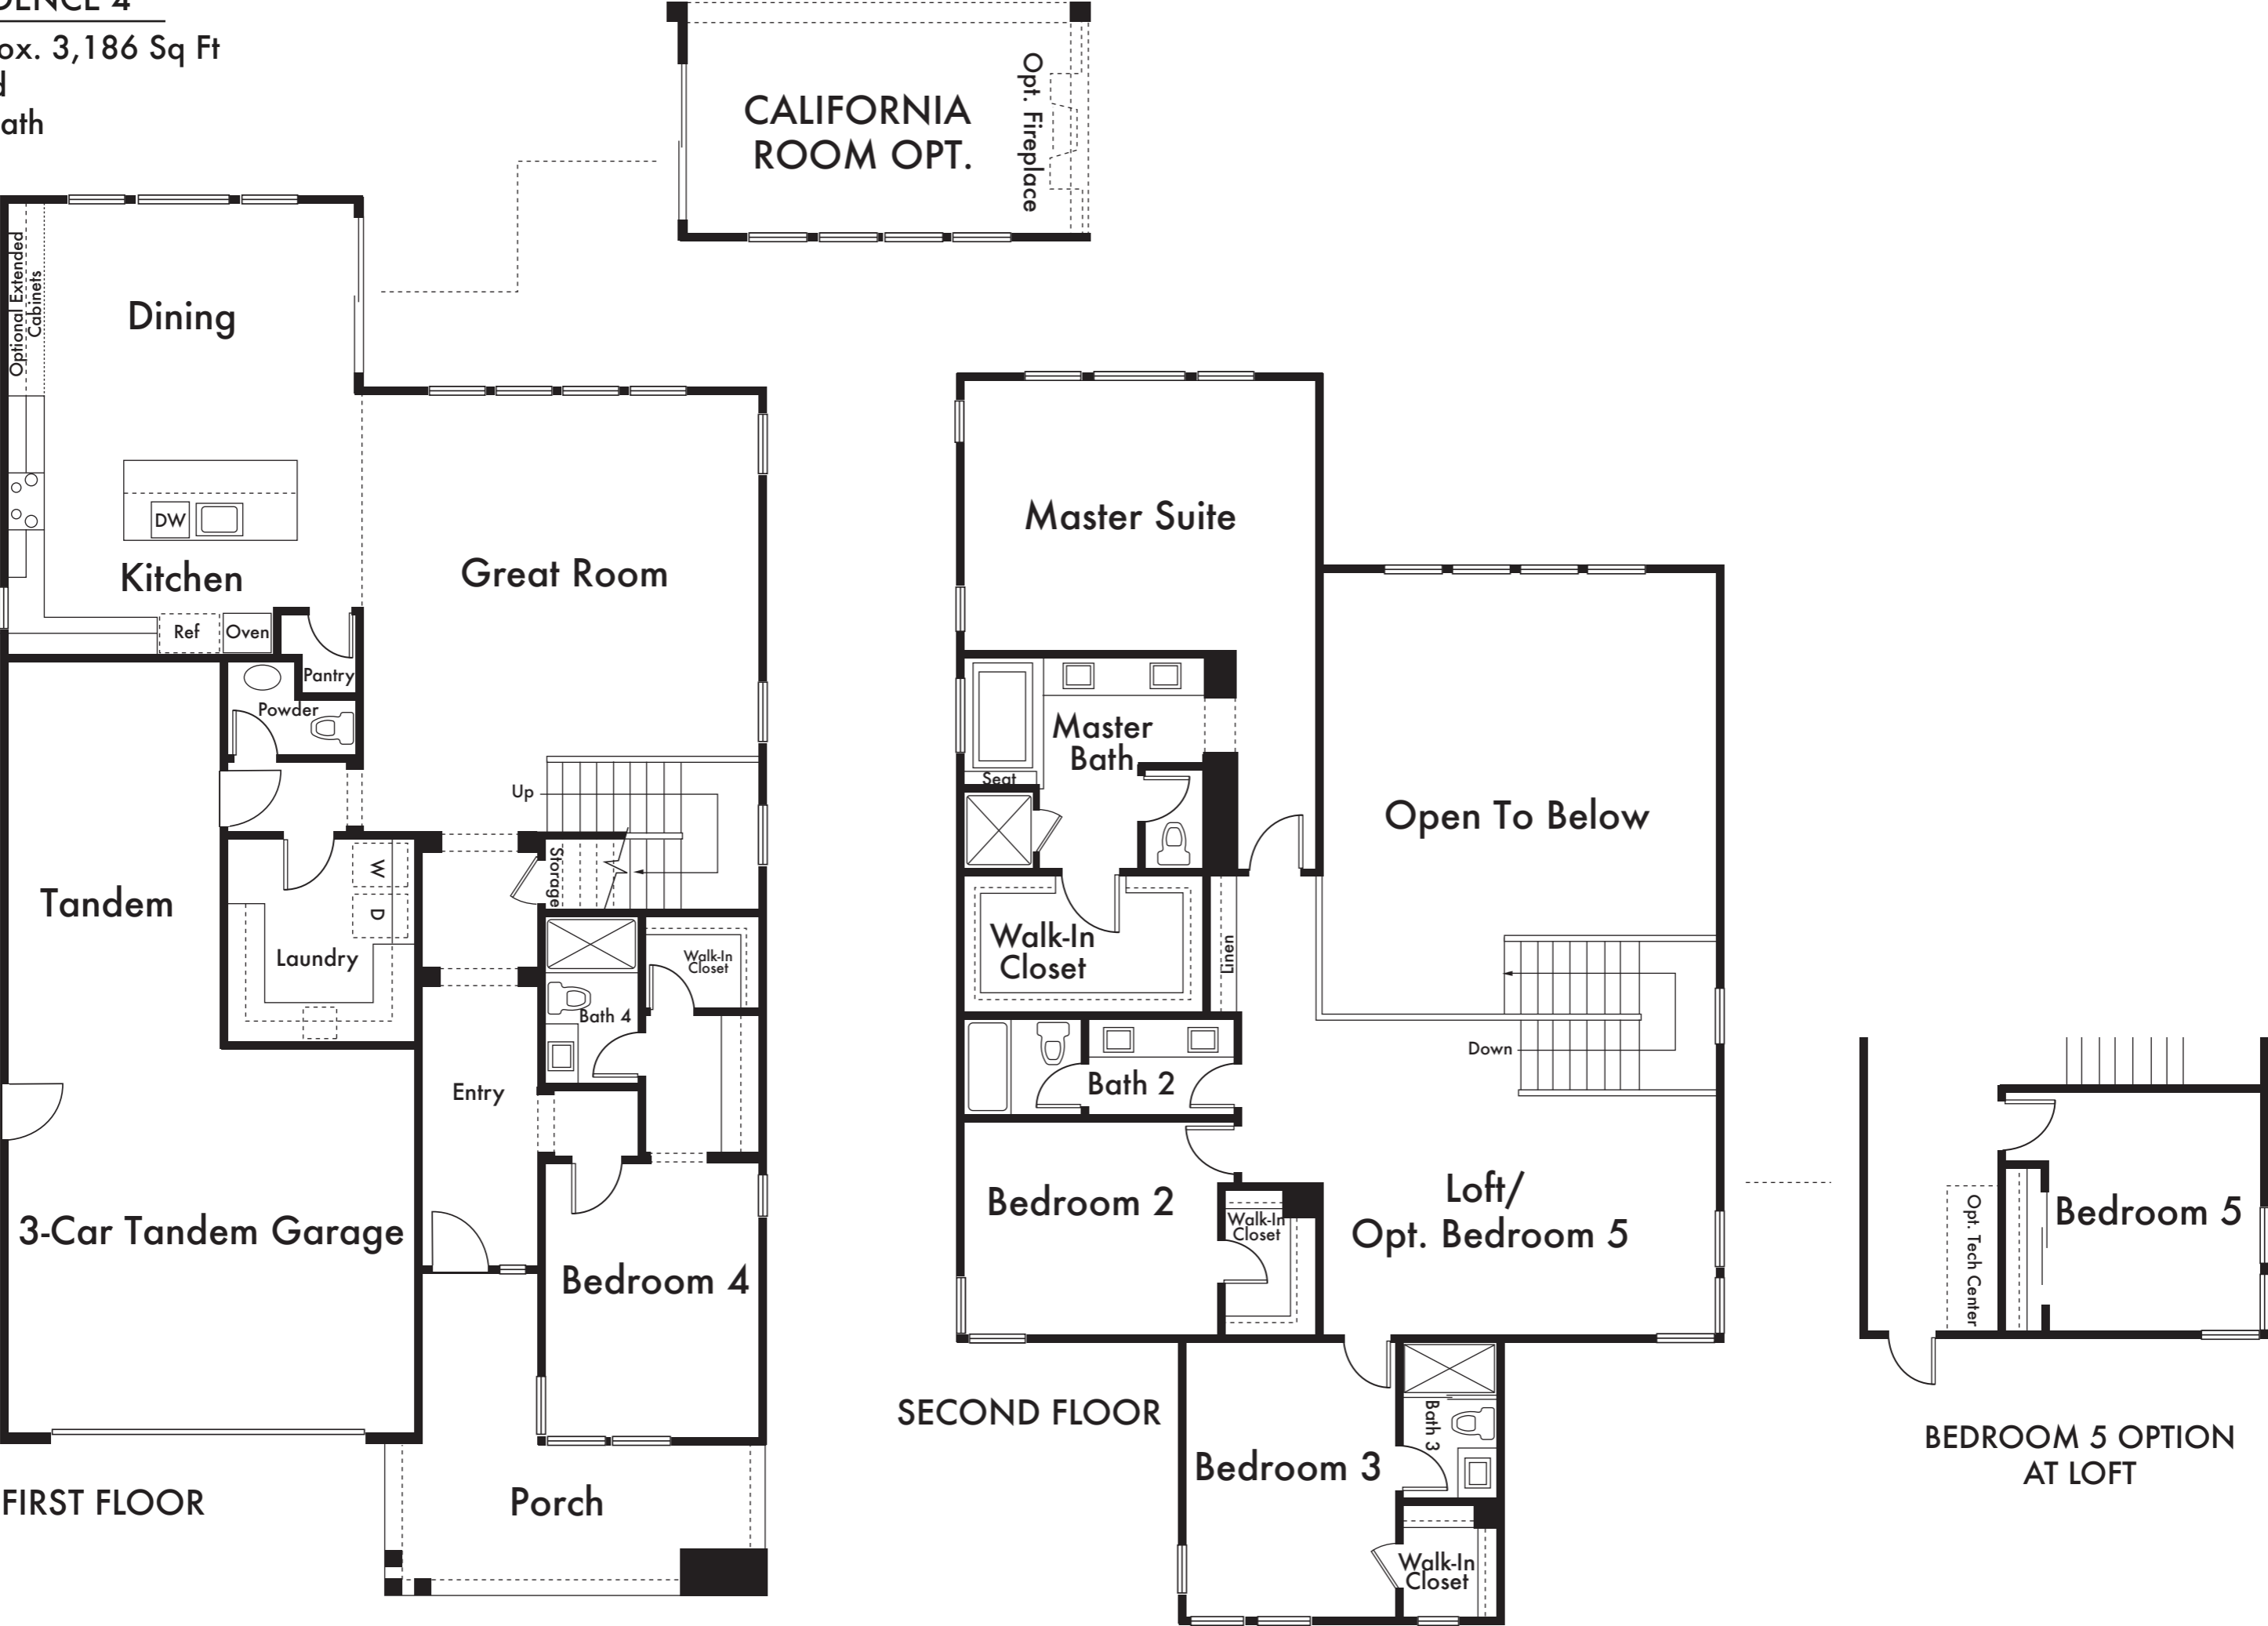 DENCE 4
ox. 3,186 Sq Ft
d
ath
CALIFORNIA
ROOM OPT.
Opt. Fireplace
Optional Extended
Cabinets
Dining
DW
Kitchen
Great Room
Ref
Oven
Pantry
Powder
Up
Storage
Tandem
W
D
Laundry
Walk-In
Closet
Bath 4
Entry
3-Car Tandem Garage
Bedroom 4
Porch
FIRST FLOOR
Master Suite
Master
Bath
Seat
Open To Below
Walk-In
Closet
Linen
Down
Bath 2
Bedroom 2
Walk-In
Closet
Loft/
Opt. Bedroom 5
SECOND FLOOR
Bath 3
Bedroom 3
Walk-In
Closet
Opt. Tech Center
Bedroom 5
BEDROOM 5 OPTION
AT LOFT